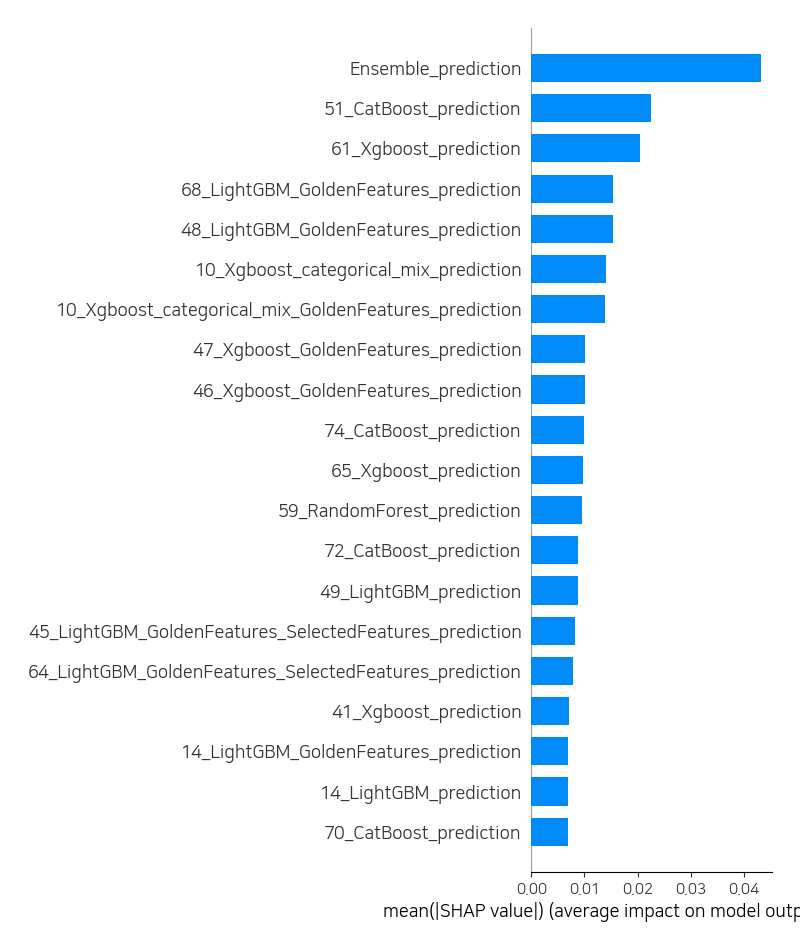 Ensemble_prediction
51_CatBoost_prediction
61_Xgboost_prediction
68_LightGBM_GoldenFeatures_prediction
48_LightGBM_GoldenFeatures_prediction
10_Xgboost_categorical_mix_prediction
10_Xgboost_categorical_mix_GoldenFeatures_prediction
47_Xgboost_GoldenFeatures_prediction
46_Xgboost_GoldenFeatures_prediction
74_CatBoost_prediction
65_Xgboost_prediction
59_RandomForest_prediction
72_CatBoost_prediction
49_LightGBM_prediction
45_LightGBM_GoldenFeatures_SelectedFeatures_prediction
64_LightGBM_GoldenFeatures_SelectedFeatures_prediction
41_Xgboost_prediction
14_LightGBM_GoldenFeatures_prediction
14_LightGBM_prediction
70_CatBoost_prediction
0.00 0.01 0.02 0.03 0.04
mean(|SHAP value|) (average impact on model outp